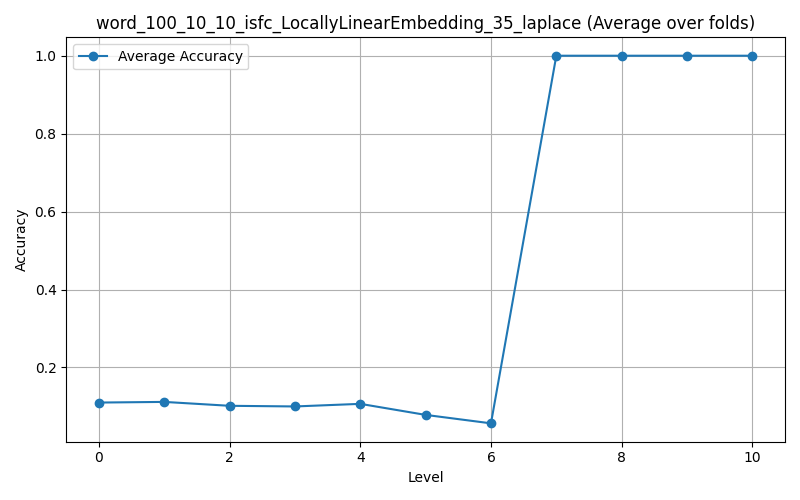 word_100_10_10_isfc_LocallyLinearEmbedding_35_laplace (Average over folds)
Average Accuracy
1.0
0.8
0.6
0.4
0.2
Accuracy
0 2 4 6 8 10
Level